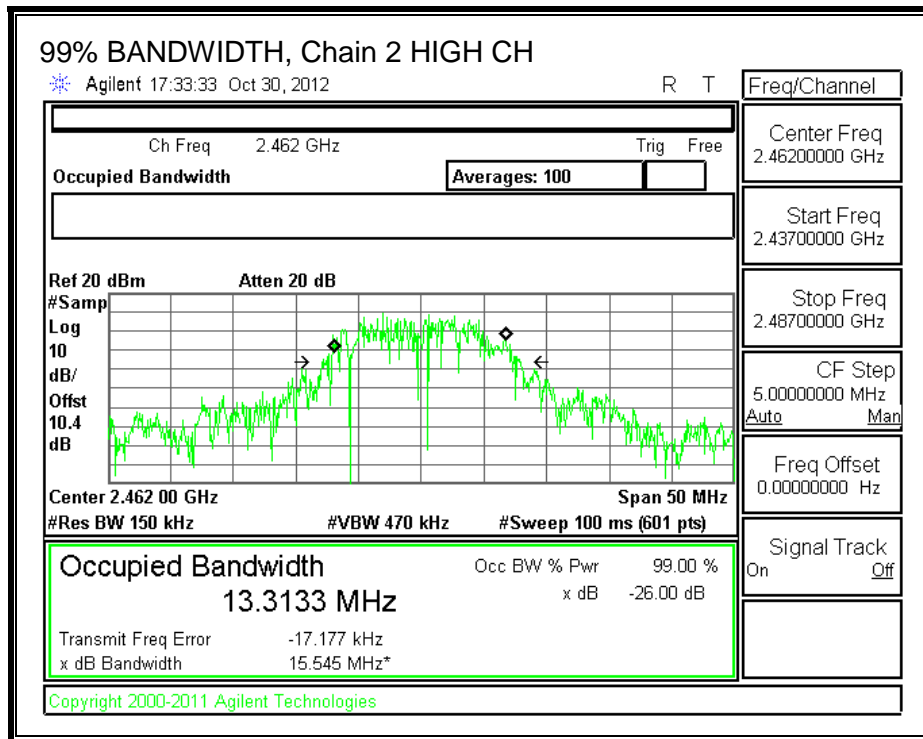 99% BANDWIDTH, Chain 2 HIGH CH
Agilent 17:33:33 Oct 30, 2012 R T
Ch Freq 2.462 GHz Trig Free
Occupied Bandwidth Averages: 100
Ref 20 dBm Atten 20 dB
#Samp
Log
10
dB/
Offst
10.4
dB
Center 2.462 00 GHz Span 50 MHz
#Res BW 150 kHz #VBW 470 kHz #Sweep 100 ms (601 pts)
Occupied Bandwidth Occ BW % Pwr 99.00 %
13.3133 MHz x dB -26.00 dB
Transmit Freq Error -17.177 kHz
x dB Bandwidth 15.545 MHz*
Copyright 2000-2011 Agilent Technologies
Freq/Channel
Center Freq
2.46200000 GHz
Start Freq
2.43700000 GHz
Stop Freq
2.48700000 GHz
CF Step
5.00000000 MHz
Auto Man
Freq Offset
0.00000000 Hz
Signal Track
On Off